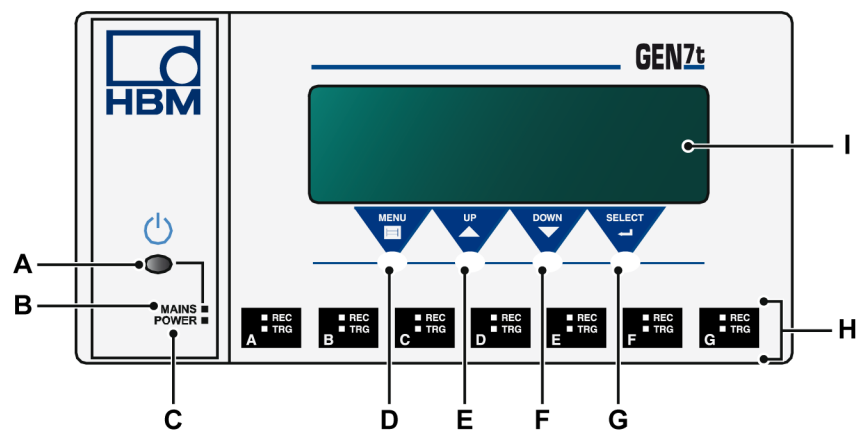 GEN7t
HBM
I
MENU UP DOWN SELECT
A
B
MAINS
POWER
C
REC
TRG
A
REC
TRG
B
REC
TRG
C
REC
TRG
D
REC
TRG
E
REC
TRG
F
REC
TRG
G
H
D E F G